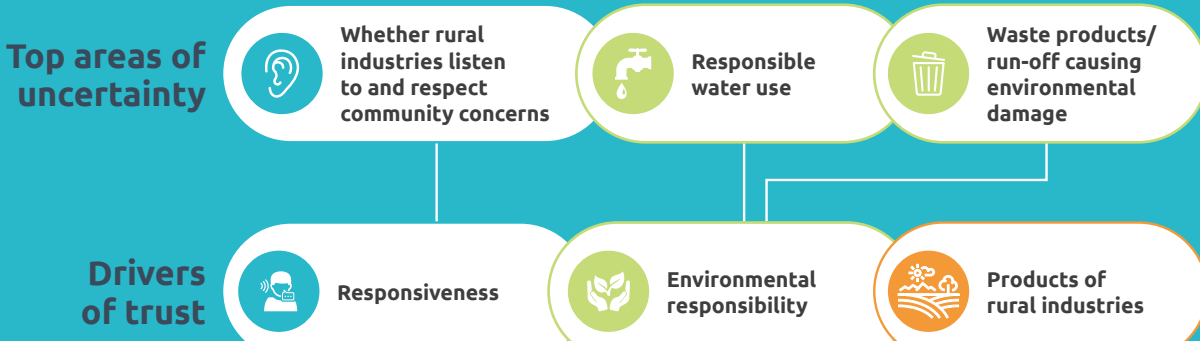 Top areas of
uncertainty
Whether rural
industries listen
to and respect
community concerns
Responsible
water use
Waste products/
run-off causing
environmental
damage
Drivers
of trust
Responsiveness
Environmental
responsibility
Products of
rural industries